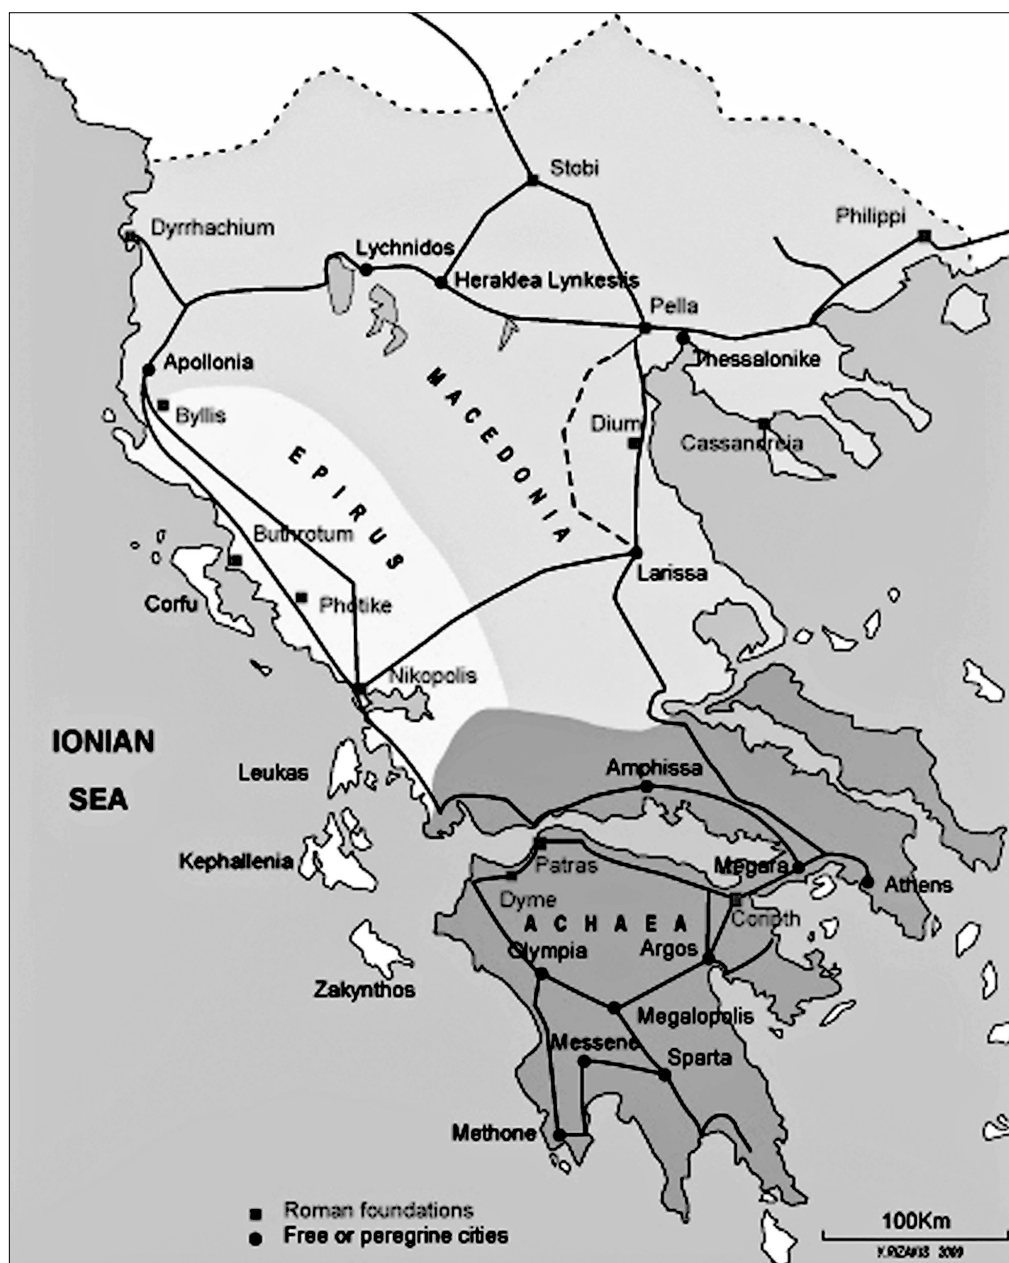 Stobi
Philippi
Dyrrhachium
Lychnidos
Heraklea Lynkestis
Pella
Thessalonike
Apollonia
Byllis
MACEDONIA
Dium
Cassandreia
EPIRUS
Buthrotum
Larissa
Photike
Corfu
Nikopolis
IONIAN
SEA
Leukas
Amphissa
Kephallenia
Patras
Megara
Athens
Dyme
Corinth
ACHAEA
Olympia
Argos
Zakynthos
Megalopolis
Messene
Sparta
Methone
Roman foundations
Free or peregrine cities
100Km
Y.RIZAKIS 2009